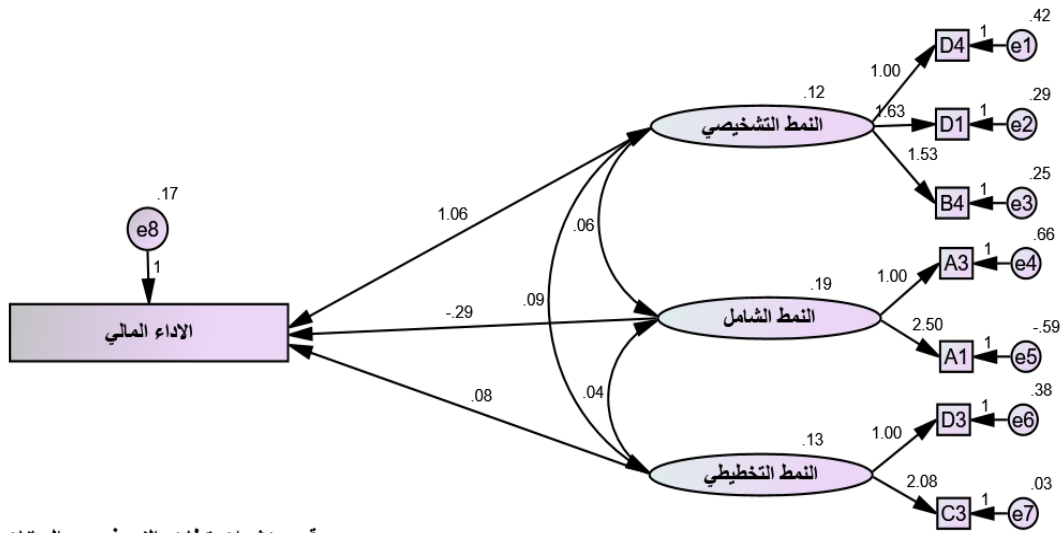 .42
D4
1
e1
1.00
.12
.29
النمط التشخيصي
1.63
D1
1
e2
1.53
.25
B4
1
e3
.17
e8
1
1.06
.06
.66
A3
1
e4
1.00
.19
الاداء المالي
-.29
.09
النمط الشامل
2.50
-.59
A1
1
e5
.08
.04
.38
D3
1
e6
1.00
.13
النمط التخطيطي
2.08
.03
C3
1
e7